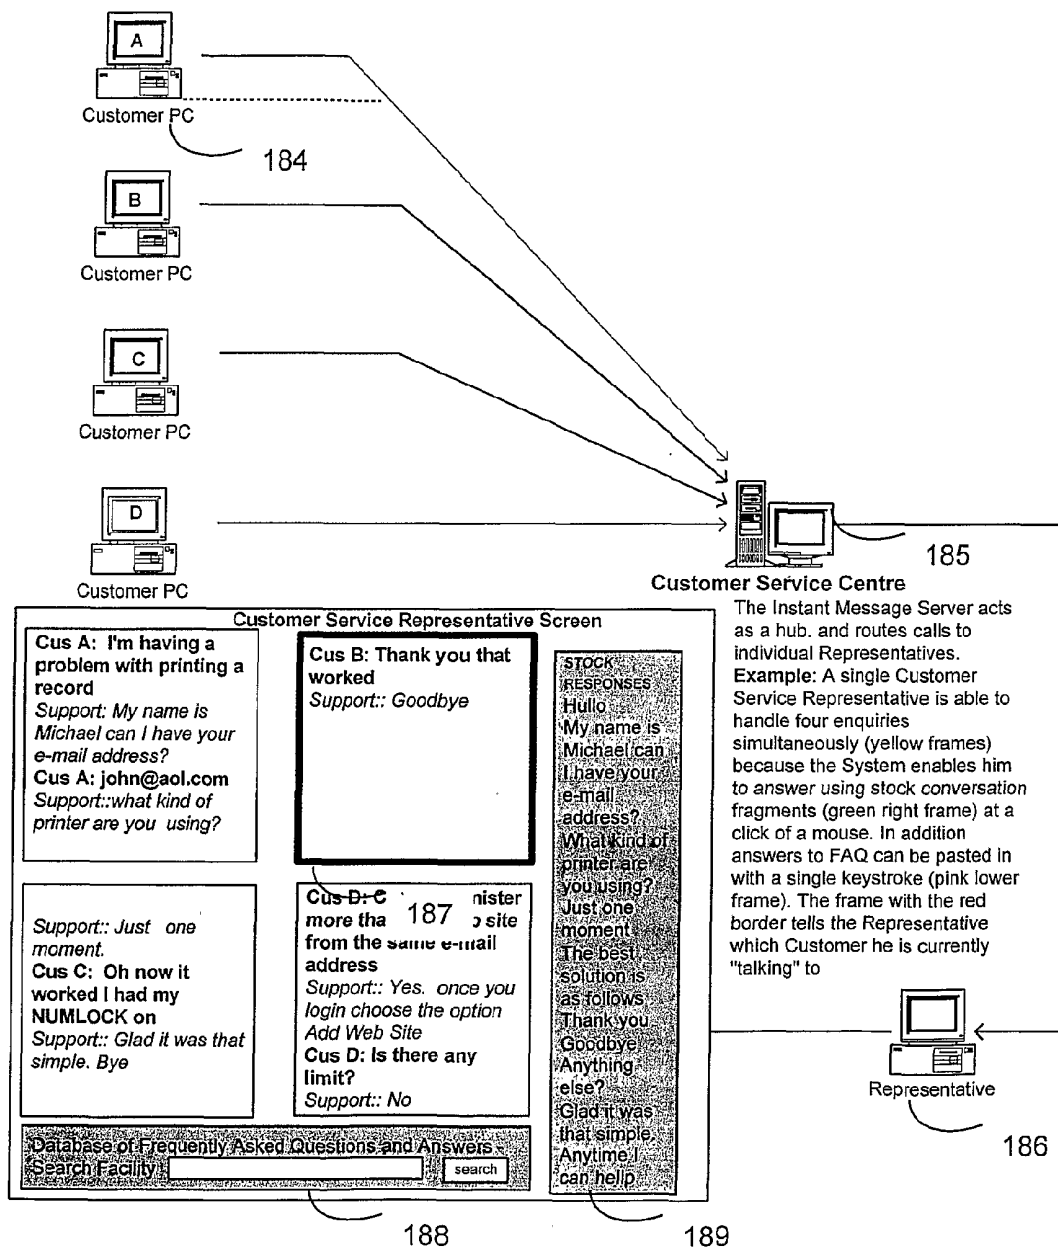 A
Customer PC
184
B
Customer PC
C
Customer PC
D
Customer PC
185
Customer Service Centre
The Instant Message Server acts
as a hub. and routes calls to
individual Representatives.
Example: A single Customer
Service Representative is able to
handle four enquiries
simultaneously (yellow frames)
because the System enables him
to answer using stock conversation
fragments (green right frame) at a
click of a mouse. In addition
answers to FAQ can be pasted in
with a single keystroke (pink lower
frame). The frame with the red
border tells the Representative
which Customer he is currently
"talking" to
Representative
186
Customer Service Representative Screen
Cus A: I'm having a
problem with printing a
record
Support: My name is
Michael can I have your
e-mail address?
Cus A: john@aol.com
Support::what kind of
printer are you using?
Cus B: Thank you that
worked
Support:: Goodbye
Support:: Just one
moment.
Cus C: Oh now it
worked I had my
NUMLOCK on
Support:: Glad it was that
simple. Bye
187
Cus D: C nister
more tha site
from the same e-mail
address
Support:: Yes. once you
login choose the option
Add Web Site
Cus D: Is there any
limit?
Support:: No
STOCK
RESPONSES
Hullo
My name is
Michael can
I have your
e-mail
address?
What kind of
printer are
you using?
Just one
moment
The best
solution is
as follows
Thank you
Goodbye
Anything
else?
Glad it was
that simple.
Anytime I
can hellp
Database of Frequently Asked Questions and Answers
Search Facility search
188
189